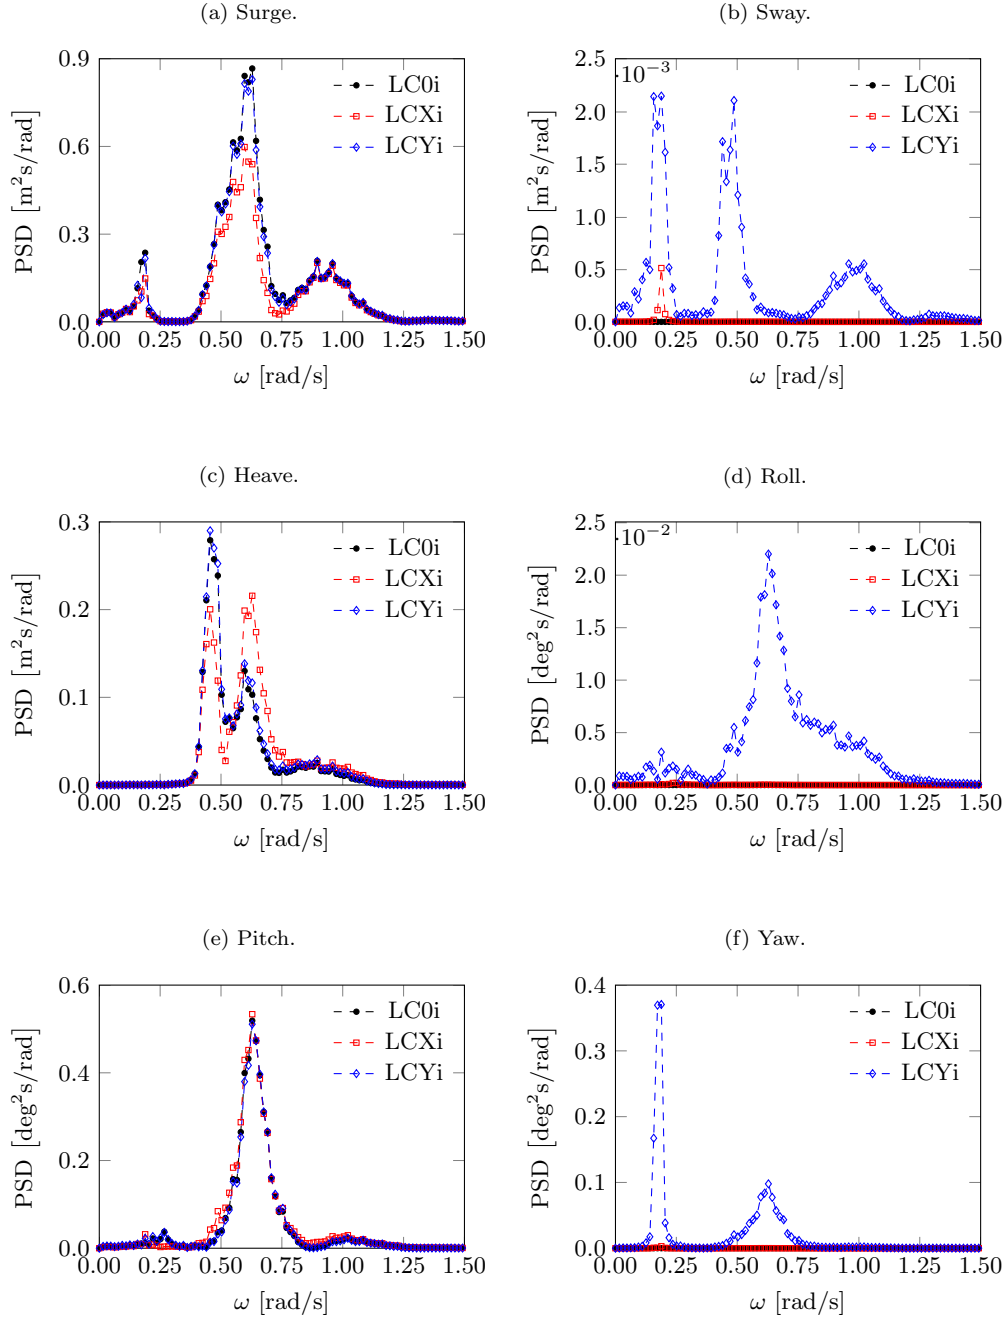 (a) Surge.
0.9
0.6
0.3
0.0
PSD [m²s/rad]
LC0i
LCXi
LCYi
0.00 0.25 0.50 0.75 1.00 1.25 1.50
ω [rad/s]
(b) Sway.
2.5
2.0
1.5
1.0
0.5
0.0
·10⁻³
PSD [m²s/rad]
LC0i
LCXi
LCYi
0.00 0.25 0.50 0.75 1.00 1.25 1.50
ω [rad/s]
(c) Heave.
0.3
0.2
0.1
0.0
PSD [m²s/rad]
LC0i
LCXi
LCYi
0.00 0.25 0.50 0.75 1.00 1.25 1.50
ω [rad/s]
(d) Roll.
2.5
2.0
1.5
1.0
0.5
0.0
·10⁻²
PSD [deg²s/rad]
LC0i
LCXi
LCYi
0.00 0.25 0.50 0.75 1.00 1.25 1.50
ω [rad/s]
(e) Pitch.
0.6
0.4
0.2
0.0
PSD [deg²s/rad]
LC0i
LCXi
LCYi
0.00 0.25 0.50 0.75 1.00 1.25 1.50
ω [rad/s]
(f) Yaw.
0.4
0.3
0.2
0.1
0.0
PSD [deg²s/rad]
LC0i
LCXi
LCYi
0.00 0.25 0.50 0.75 1.00 1.25 1.50
ω [rad/s]